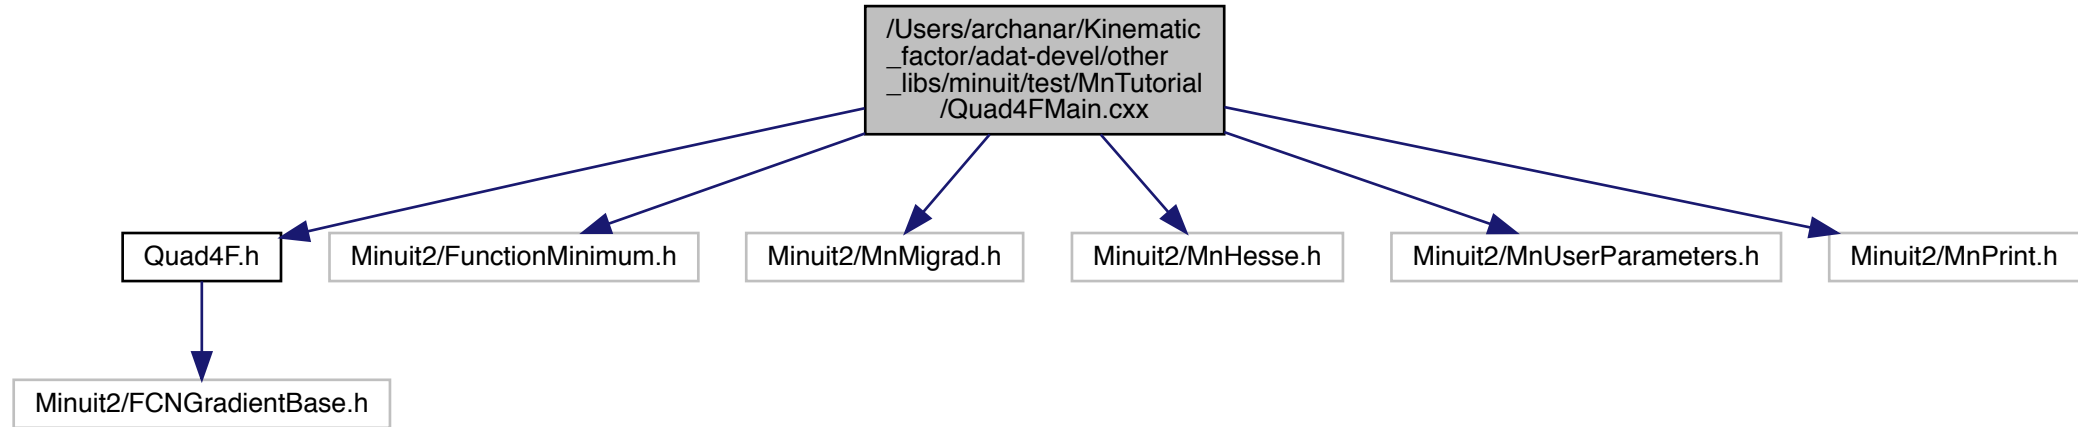 /Users/archanar/Kinematic
_factor/adat-devel/other
_libs/minuit/test/MnTutorial
/Quad4FMain.cxx
Quad4F.h
Minuit2/FunctionMinimum.h
Minuit2/MnMigrad.h
Minuit2/MnHesse.h
Minuit2/MnUserParameters.h
Minuit2/MnPrint.h
Minuit2/FCNGradientBase.h